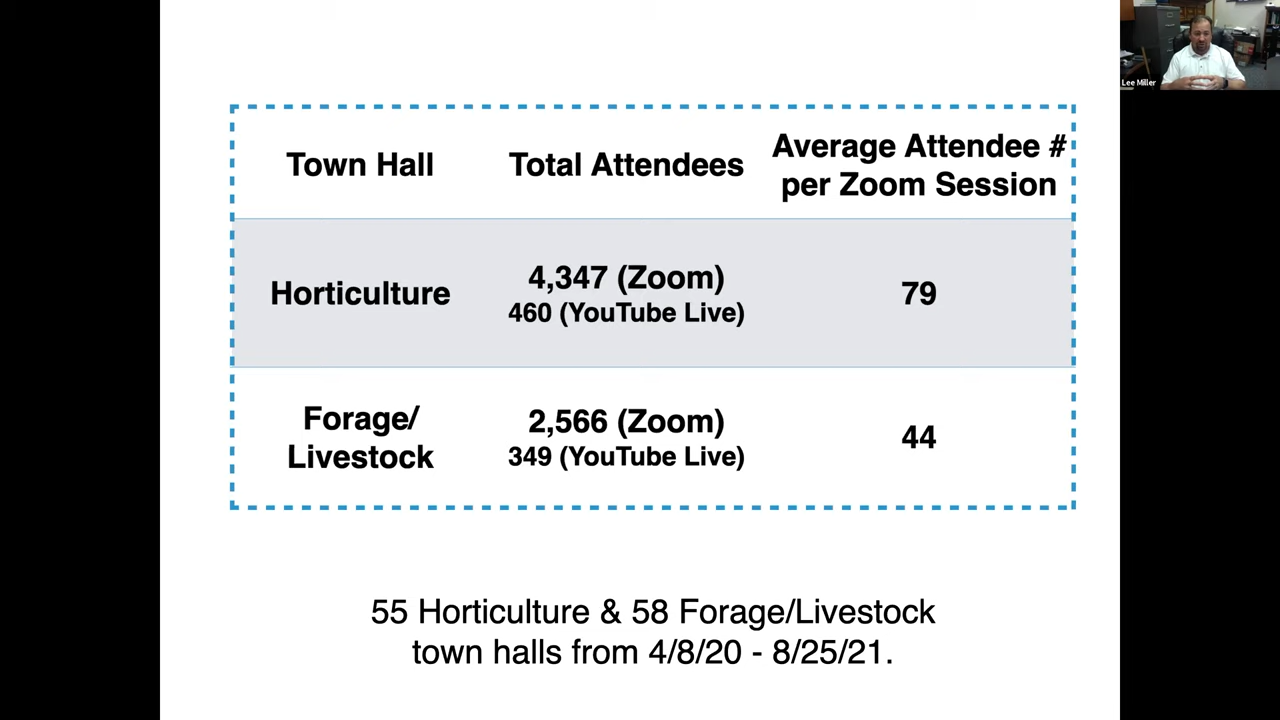 Lee Miller
Town Hall
Total Attendees
Average Attendee #
per Zoom Session
Horticulture
4,347 (Zoom)
460 (YouTube Live)
79
Forage/
Livestock
2,566 (Zoom)
349 (YouTube Live)
44
55 Horticulture & 58 Forage/Livestock
town halls from 4/8/20 - 8/25/21.